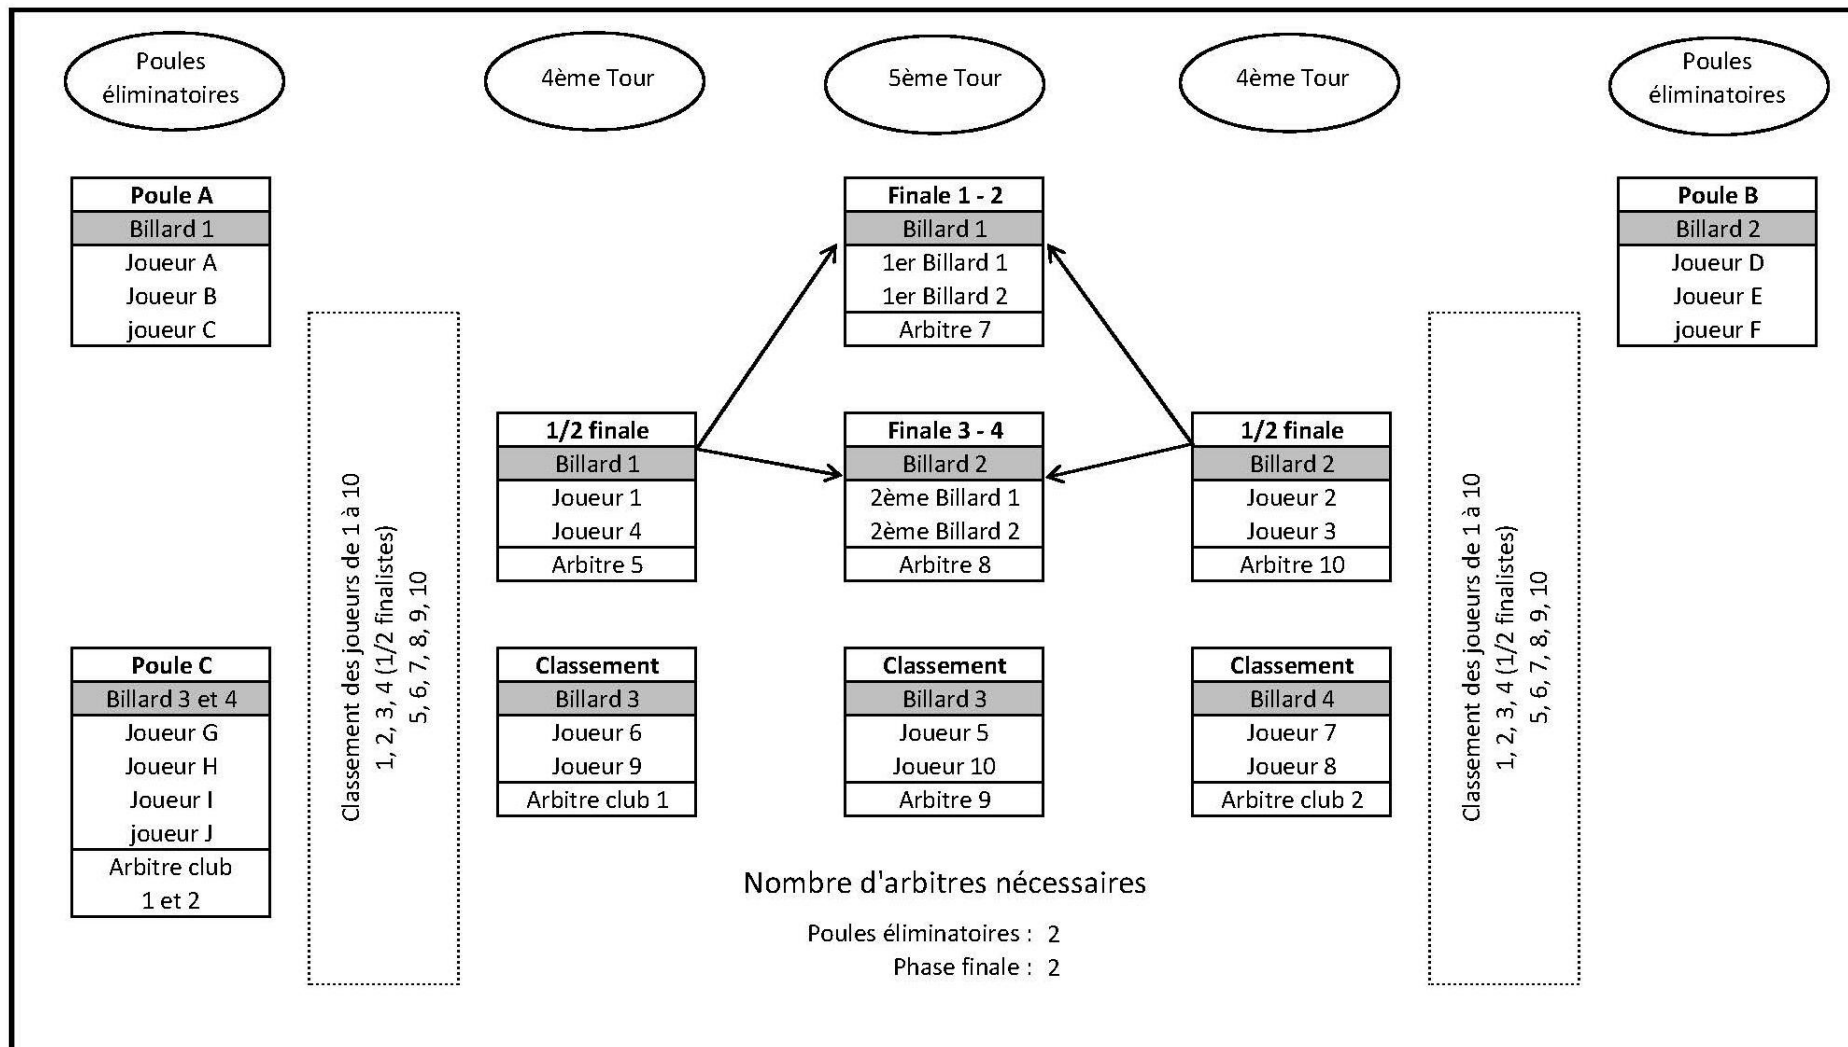 Poules
éliminatoires
4ème Tour
5ème Tour
4ème Tour
Poules
éliminatoires
Poule A
Billard 1
Joueur A
Joueur B
joueur C
Finale 1 - 2
Billard 1
1er Billard 1
1er Billard 2
Arbitre 7
Poule B
Billard 2
Joueur D
Joueur E
joueur F
Classement des joueurs de 1 à 10
1, 2, 3, 4 (1/2 finalistes)
5, 6, 7, 8, 9, 10
1/2 finale
Billard 1
Joueur 1
Joueur 4
Arbitre 5
Finale 3 - 4
Billard 2
2ème Billard 1
2ème Billard 2
Arbitre 8
1/2 finale
Billard 2
Joueur 2
Joueur 3
Arbitre 10
Classement des joueurs de 1 à 10
1, 2, 3, 4 (1/2 finalistes)
5, 6, 7, 8, 9, 10
Poule C
Billard 3 et 4
Joueur G
Joueur H
Joueur I
joueur J
Arbitre club
1 et 2
Classement
Billard 3
Joueur 6
Joueur 9
Arbitre club 1
Classement
Billard 3
Joueur 5
Joueur 10
Arbitre 9
Classement
Billard 4
Joueur 7
Joueur 8
Arbitre club 2
Nombre d'arbitres nécessaires
Poules éliminatoires : 2
Phase finale : 2